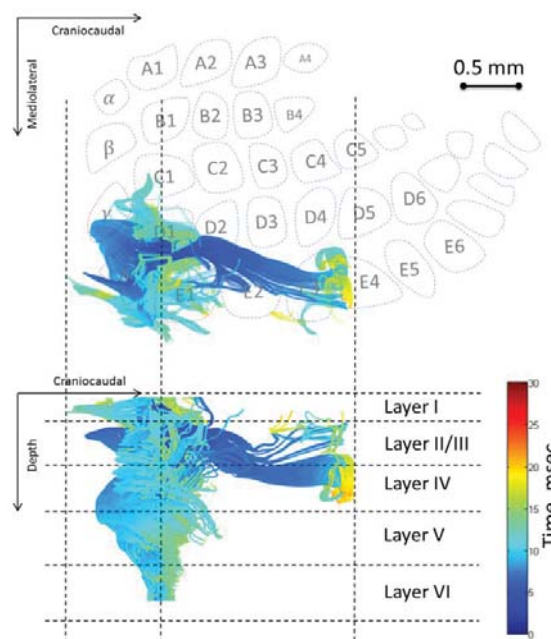 Craniocaudal
Mediolateral
0.5 mm
A1 A2 A3 A4
α
B1 B2 B3 B4
β
C1 C2 C3 C4 C5
γ D1 D2 D3 D4 D5 D6
E1 E2 E4 E5 E6
Craniocaudal
Depth
Layer I
Layer II/III
Layer IV
Layer V
Layer VI
30
25
20
15
10
5
0
Time, msec